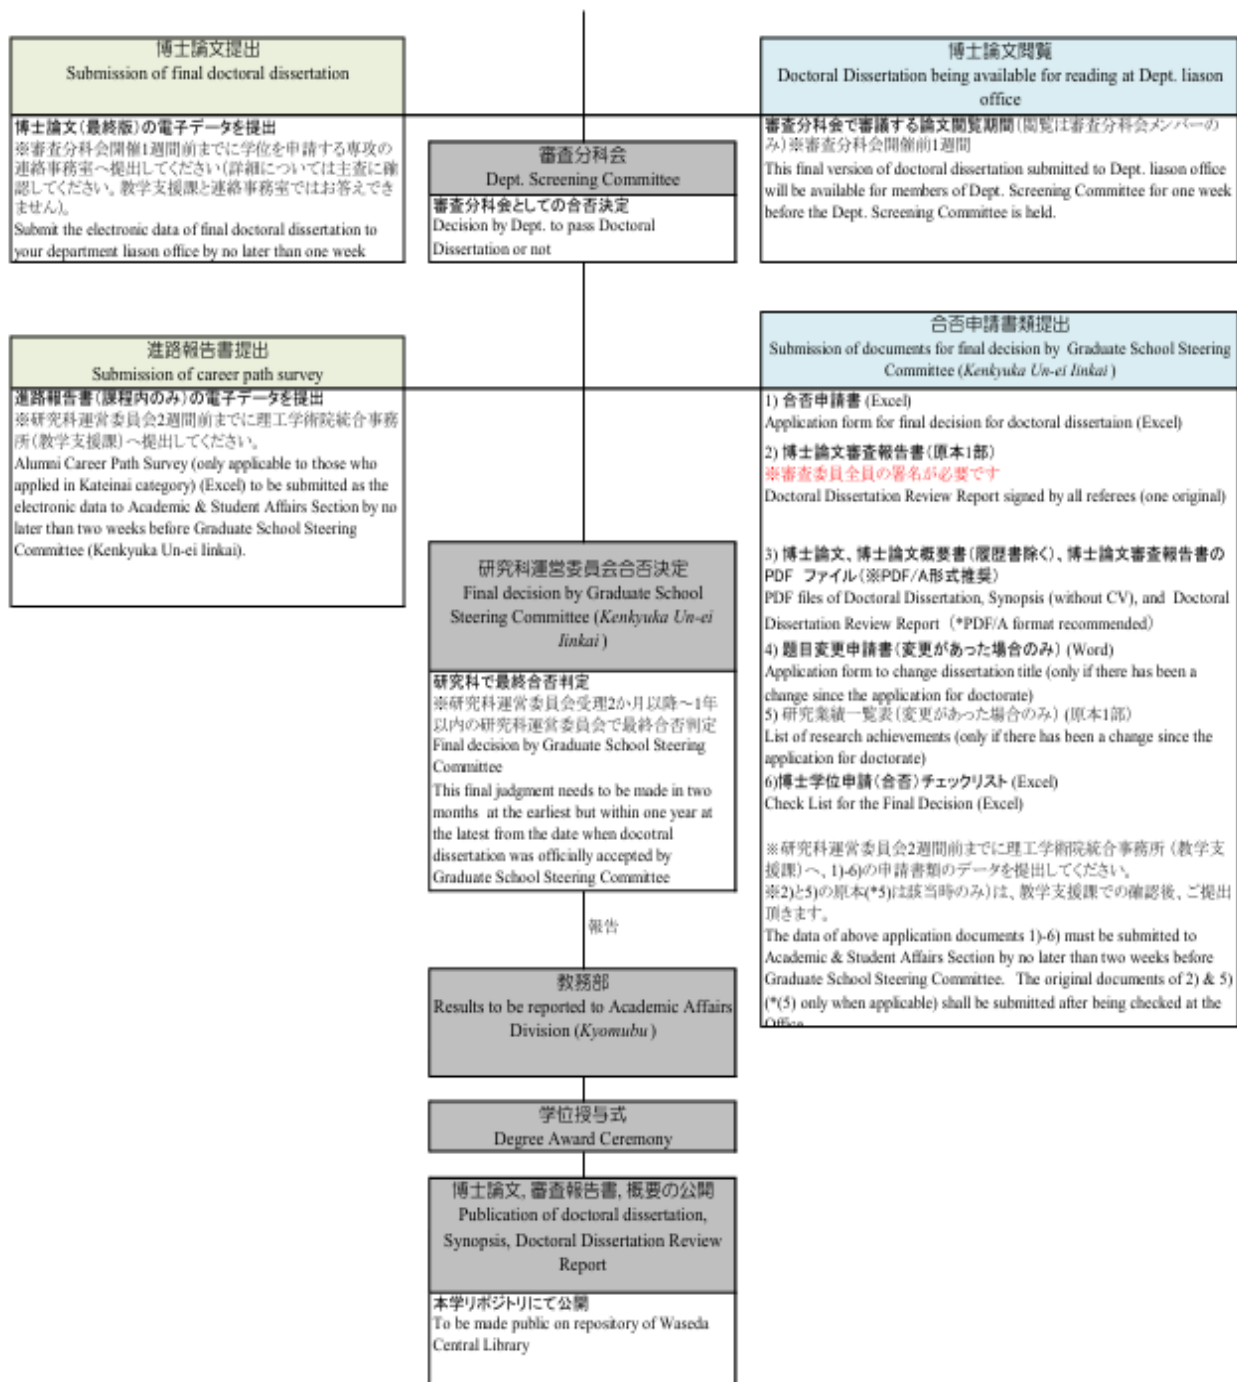 博士論文提出
Submission of final doctoral dissertation
博士論文(最終版)の電子データを提出
※審査分科会開催1週間前までに学位を申請する専攻の
連絡事務室へ提出してください(詳細については主査に確
認してください。教学支援課と連絡事務室ではお答えでき
ません)。
Submit the electronic data of final doctoral dissertation to
your department liason office by no later than one week
審査分科会
Dept. Screening Committee
審査分科会としての合否決定
Decision by Dept. to pass Doctoral
Dissertation or not
博士論文閲覧
Doctoral Dissertation being available for reading at Dept. liason
office
審査分科会で審議する論文閲覧期間(閲覧は審査分科会メンバーの
み)※審査分科会開催前1週間
This final version of doctoral dissertation submitted to Dept. liason office
will be available for members of Dept. Screening Committee for one week
before the Dept. Screening Committee is held.
進路報告書提出
Submission of career path survey
進路報告書(課程内のみ)の電子データを提出
※研究科運営委員会2週間前までに理工学術院統合事務
所(教学支援課)へ提出してください。
Alumni Career Path Survey (only applicable to those who
applied in Kateinai category) (Excel) to be submitted as the
electronic data to Academic & Student Affairs Section by no
later than two weeks before Graduate School Steering
Committee (Kenkyuka Un-ei Iinkai).
合否申請書類提出
Submission of documents for final decision by Graduate School Steering
Committee (Kenkyuka Un-ei Iinkai )
1) 合否申請書 (Excel)
Application form for final decision for doctoral dissertaion (Excel)
2) 博士論文審査報告書(原本1部)
※審査委員全員の署名が必要です
Doctoral Dissertation Review Report signed by all referees (one original)
3) 博士論文、博士論文概要書(履歴書除く)、博士論文審査報告書の
PDF ファイル(※PDF/A形式推奨)
PDF files of Doctoral Dissertation, Synopsis (without CV), and Doctoral
Dissertation Review Report (*PDF/A format recommended)
4) 題目変更申請書(変更があった場合のみ) (Word)
Application form to change dissertation title (only if there has been a
change since the application for doctorate)
5) 研究業績一覧表(変更があった場合のみ) (原本1部)
List of research achievements (only if there has been a change since the
application for doctorate)
6)博士学位申請(合否)チェックリスト (Excel)
Check List for the Final Decision (Excel)
※研究科運営委員会2週間前までに理工学術院統合事務所 (教学支
援課)へ、1)-6)の申請書類のデータを提出してください。
※2)と5)の原本(*5)は該当時のみ)は、教学支援課での確認後、ご提出
頂きます。
The data of above application documents 1)-6) must be submitted to
Academic & Student Affairs Section by no later than two weeks before
Graduate School Steering Committee. The original documents of 2) & 5)
(*(5) only when applicable) shall be submitted after being checked at the
Office
研究科運営委員会合否決定
Final decision by Graduate School
Steering Committee (Kenkyuka Un-ei
Iinkai )
研究科で最終合否判定
※研究科運営委員会受理2か月以降～1年
以内の研究科運営委員会で最終合否判定
Final decision by Graduate School Steering
Committee
This final judgment needs to be made in two
months at the earliest but within one year at
the latest from the date when docotral
dissertation was officially accepted by
Graduate School Steering Committee
報告
教務部
Results to be reported to Academic Affairs
Division (Kyomubu )
学位授与式
Degree Award Ceremony
博士論文, 審査報告書, 概要の公開
Publication of doctoral dissertation,
Synopsis, Doctoral Dissertation Review
Report
本学リポジトリにて公開
To be made public on repository of Waseda
Central Library